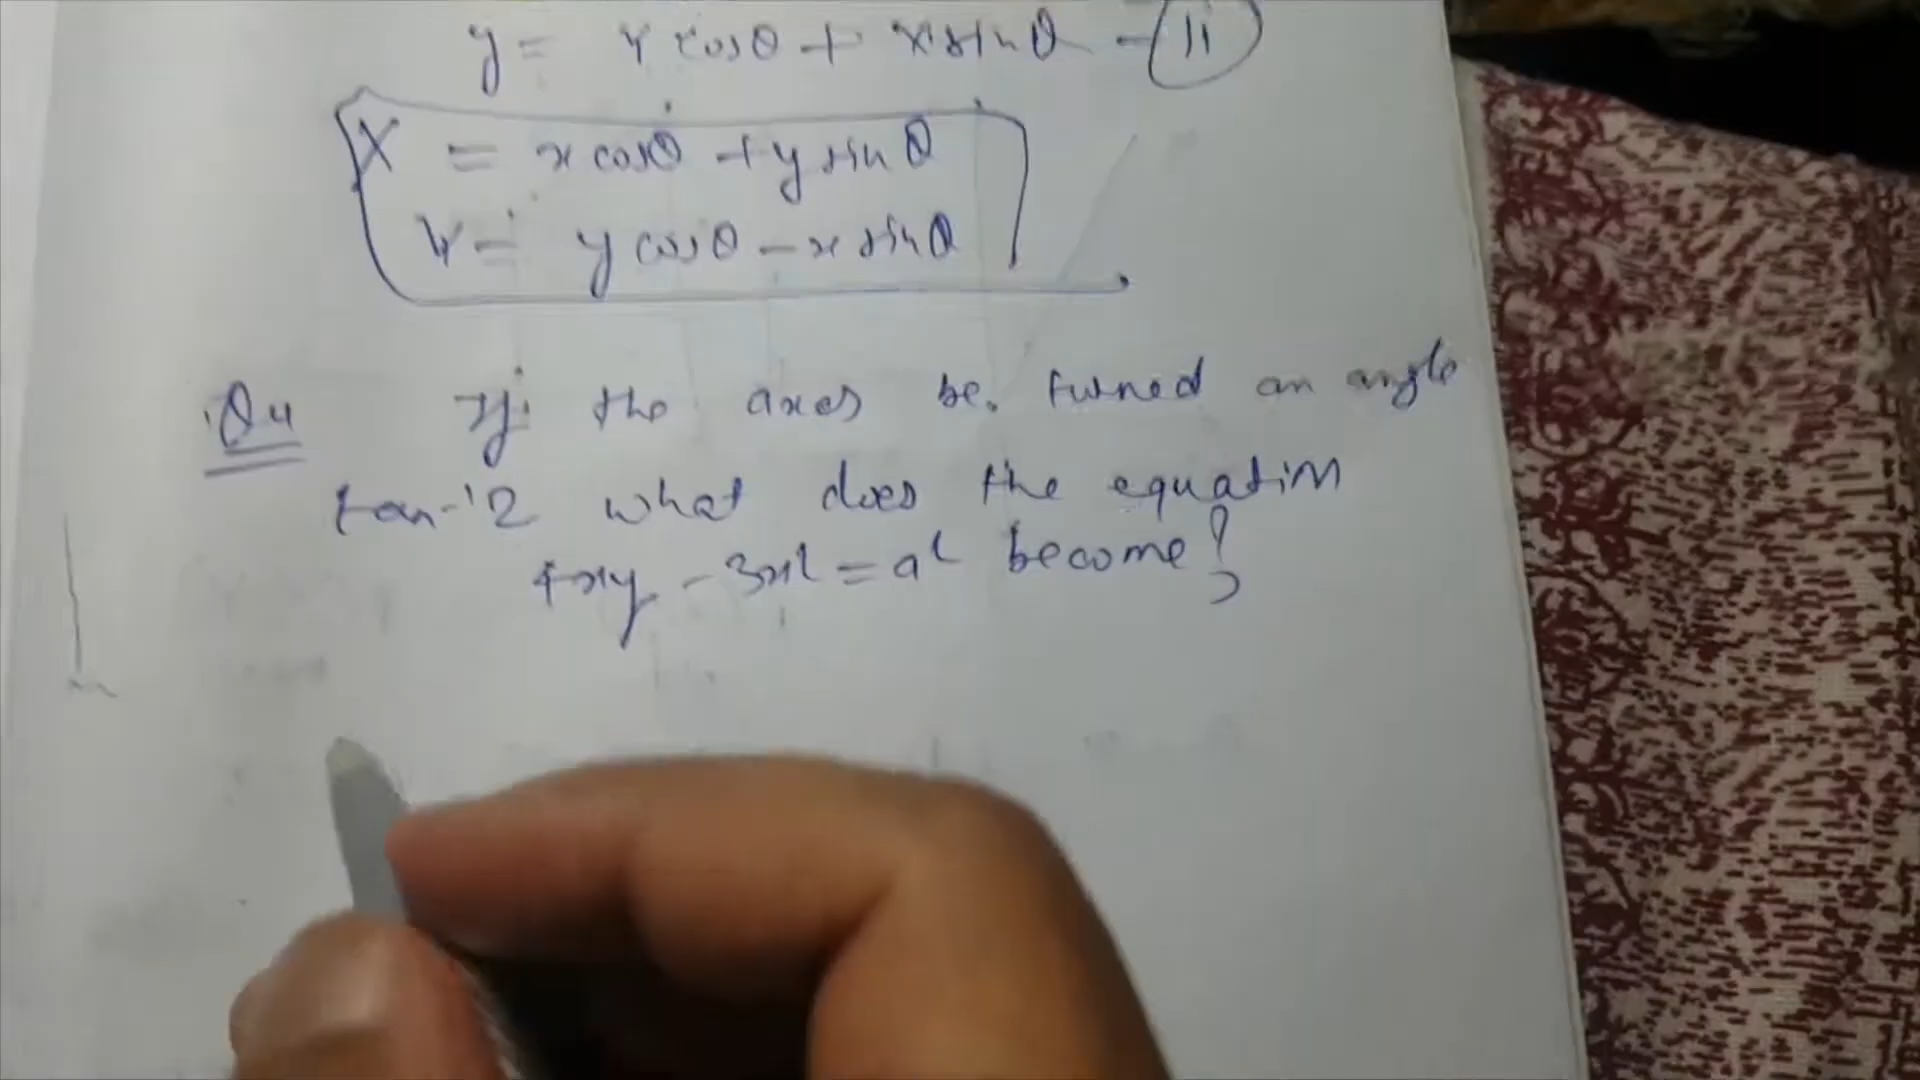 y = Y cosθ + X sinθ - (ii)
X = x cosθ + y sinθ
Y = y cosθ - x sinθ
Q4 If the axes be turned an angle
tan-'2 what does the equation
4xy - 3x² = a² become?